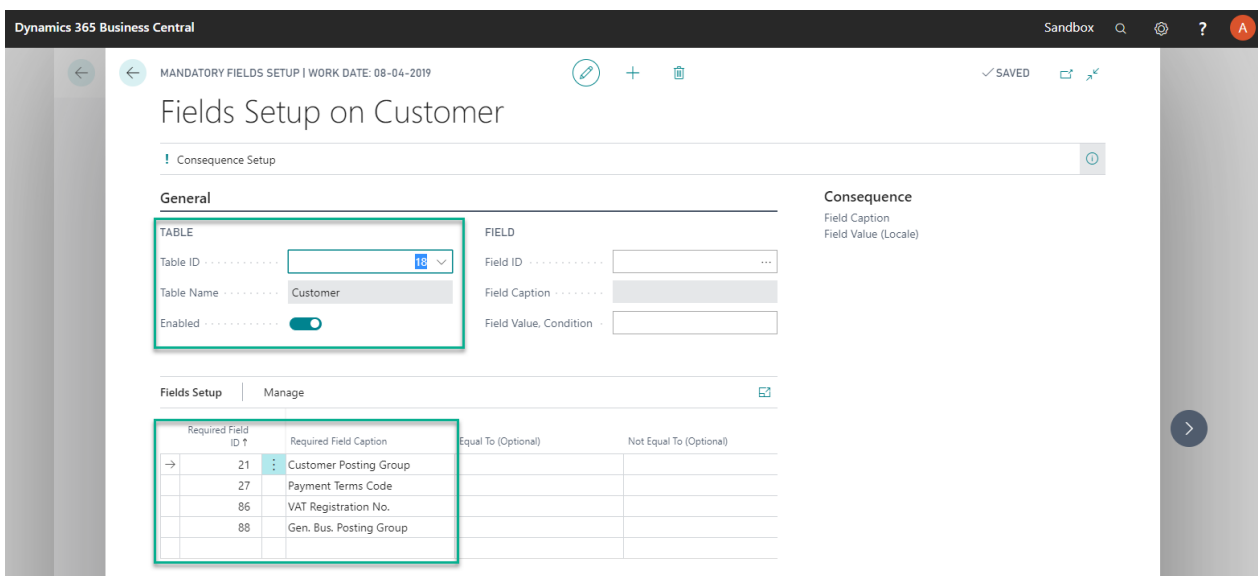 Dynamics 365 Business Central Sandbox ? A
MANDATORY FIELDS SETUP | WORK DATE: 08-04-2019 SAVED
Fields Setup on Customer
! Consequence Setup
General
TABLE
Table ID 18
Table Name Customer
Enabled
FIELD
Field ID ...
Field Caption
Field Value, Condition
Consequence
Field Caption
Field Value (Locale)
Fields Setup Manage
Required Field
ID ↑ Required Field Caption Equal To (Optional) Not Equal To (Optional)
→ 21 Customer Posting Group
27 Payment Terms Code
86 VAT Registration No.
88 Gen. Bus. Posting Group